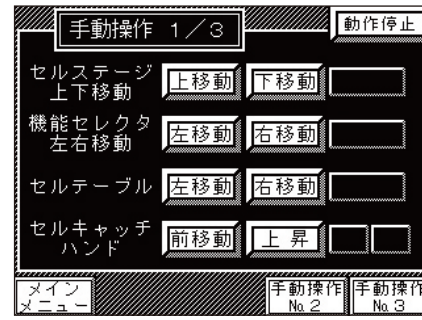 手動操作 1/3
動作停止
セルステージ
上下移動
上移動
下移動
機能セレクタ
左右移動
左移動
右移動
セルテーブル
左移動
右移動
セルキャッチ
ハンド
前移動
上昇
メイン
メニュー
手動操作
No.2
手動操作
No.3